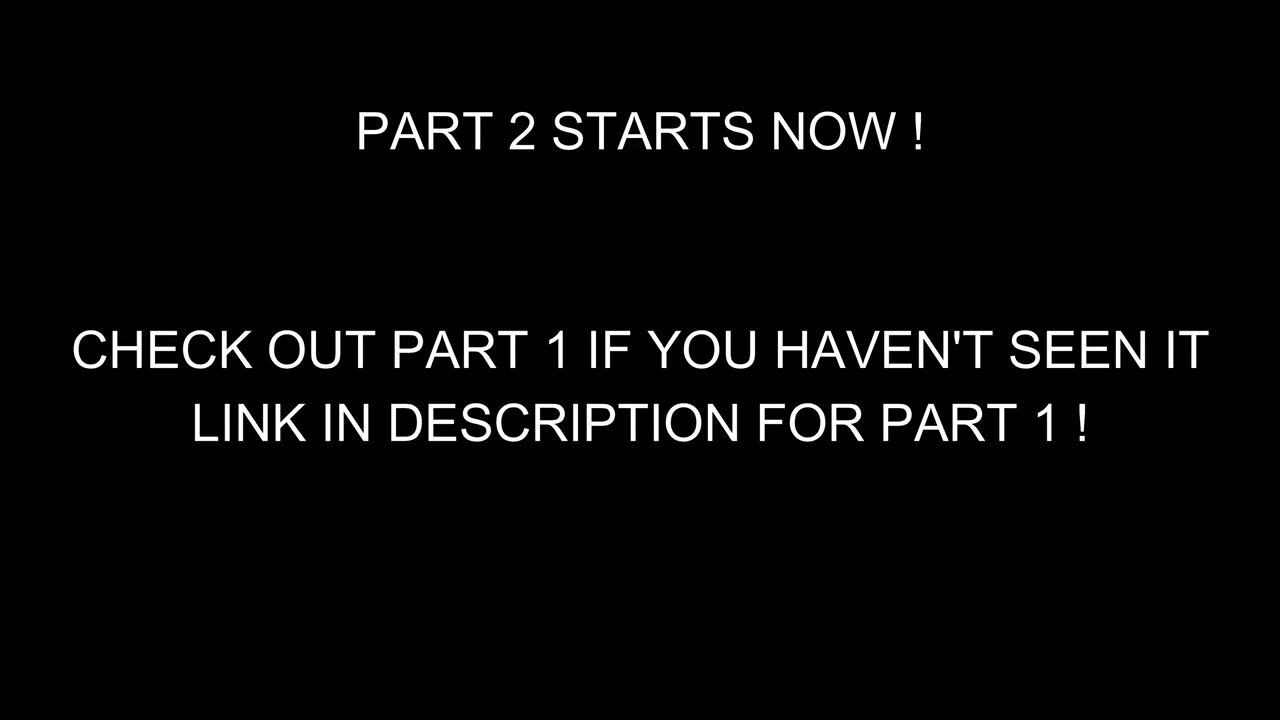 PART 2 STARTS NOW !
CHECK OUT PART 1 IF YOU HAVEN'T SEEN IT
LINK IN DESCRIPTION FOR PART 1 !